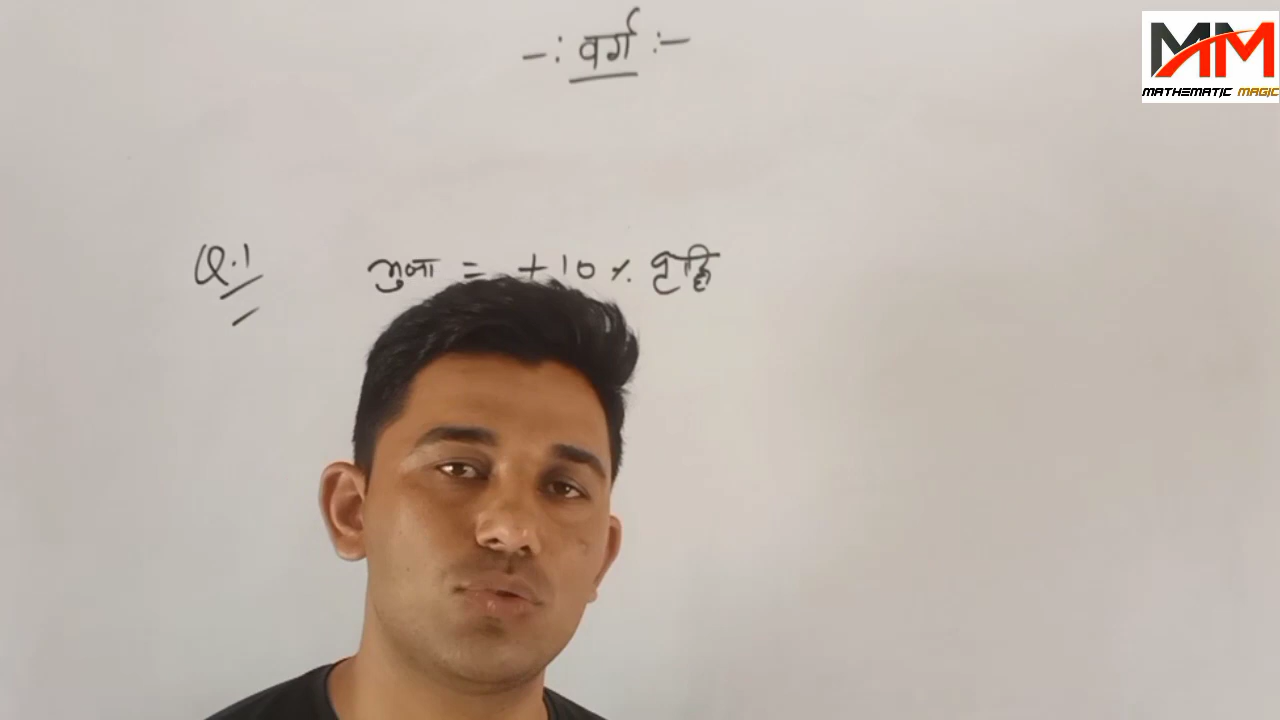 -: वर्ग :-
MM
MATHEMATIC MAGIC
Q.1 भुजा = +10% वृद्धि